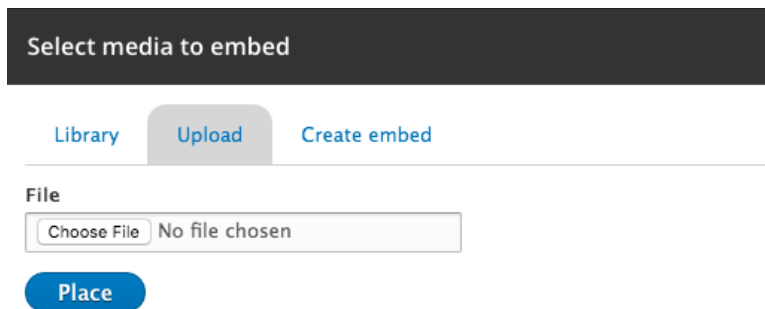 Select media to embed
Library Upload Create embed
File
Choose File No file chosen
Place